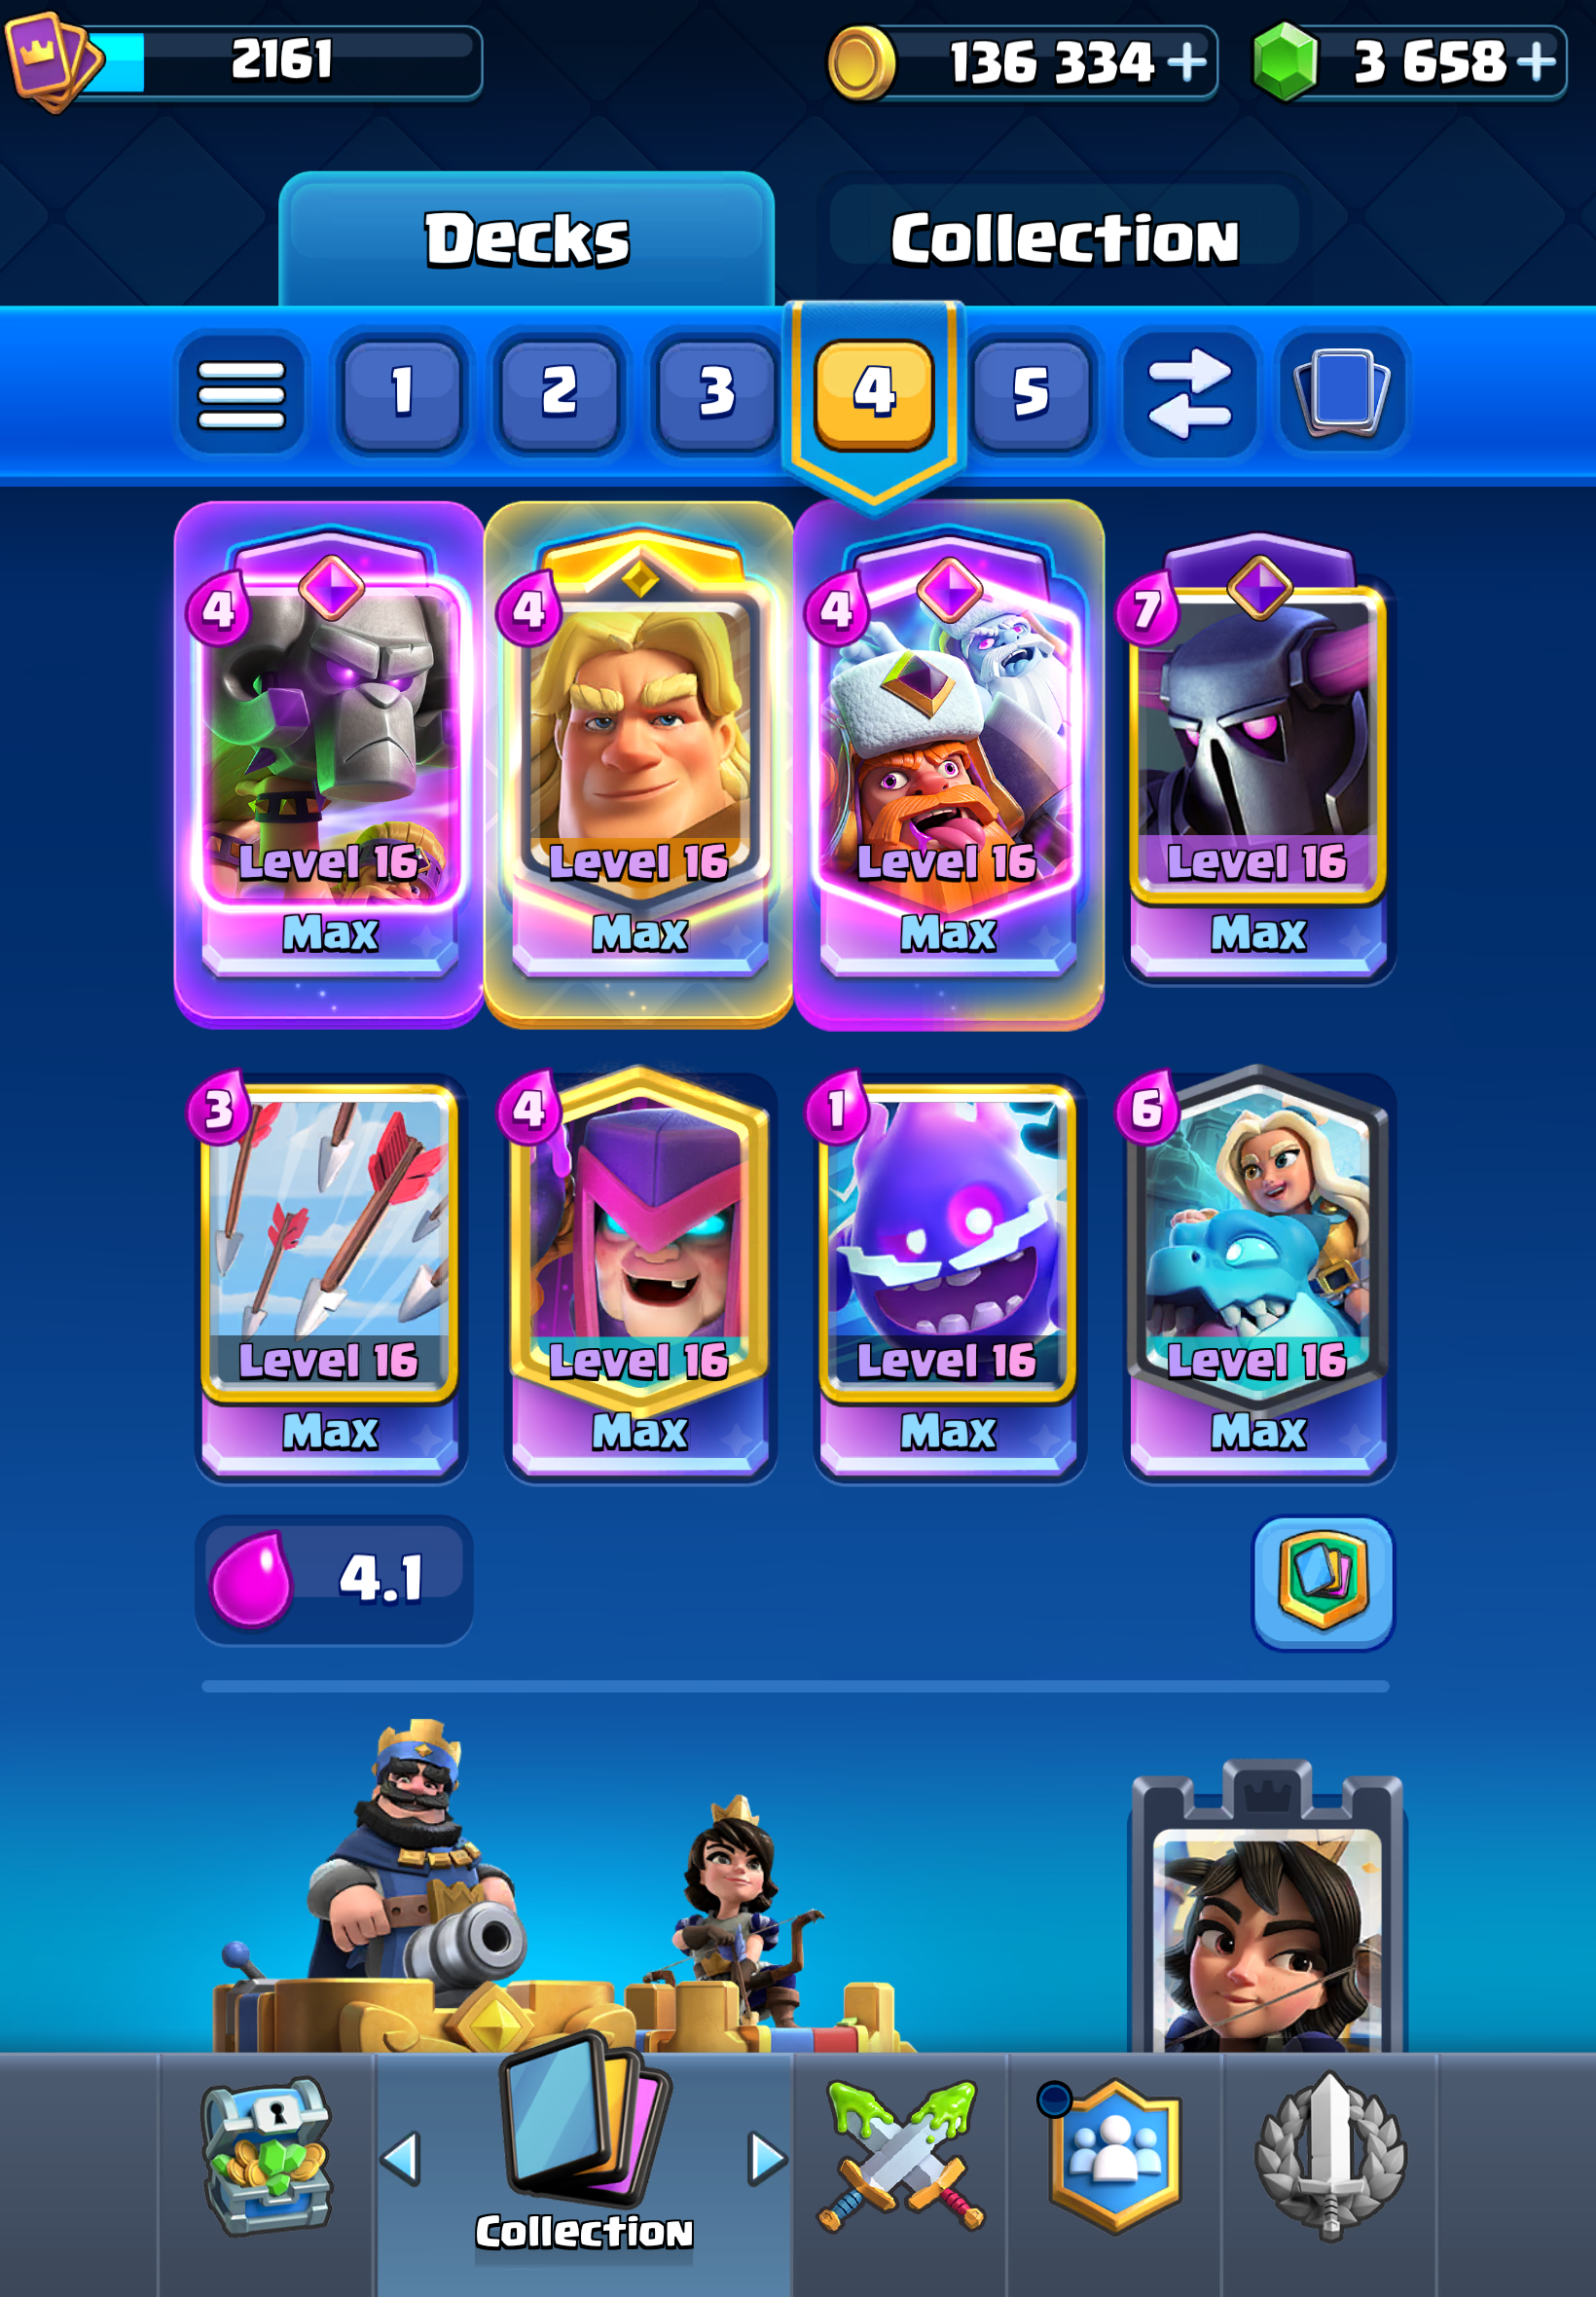 2161
136 334
3 658
Decks
Collection
1 2 3 4 5
4 4 4 7
Level 16 Level 16 Level 16 Level 16
Max Max Max Max
3 4 1 6
Level 16 Level 16 Level 16 Level 16
Max Max Max Max
4.1
Collection